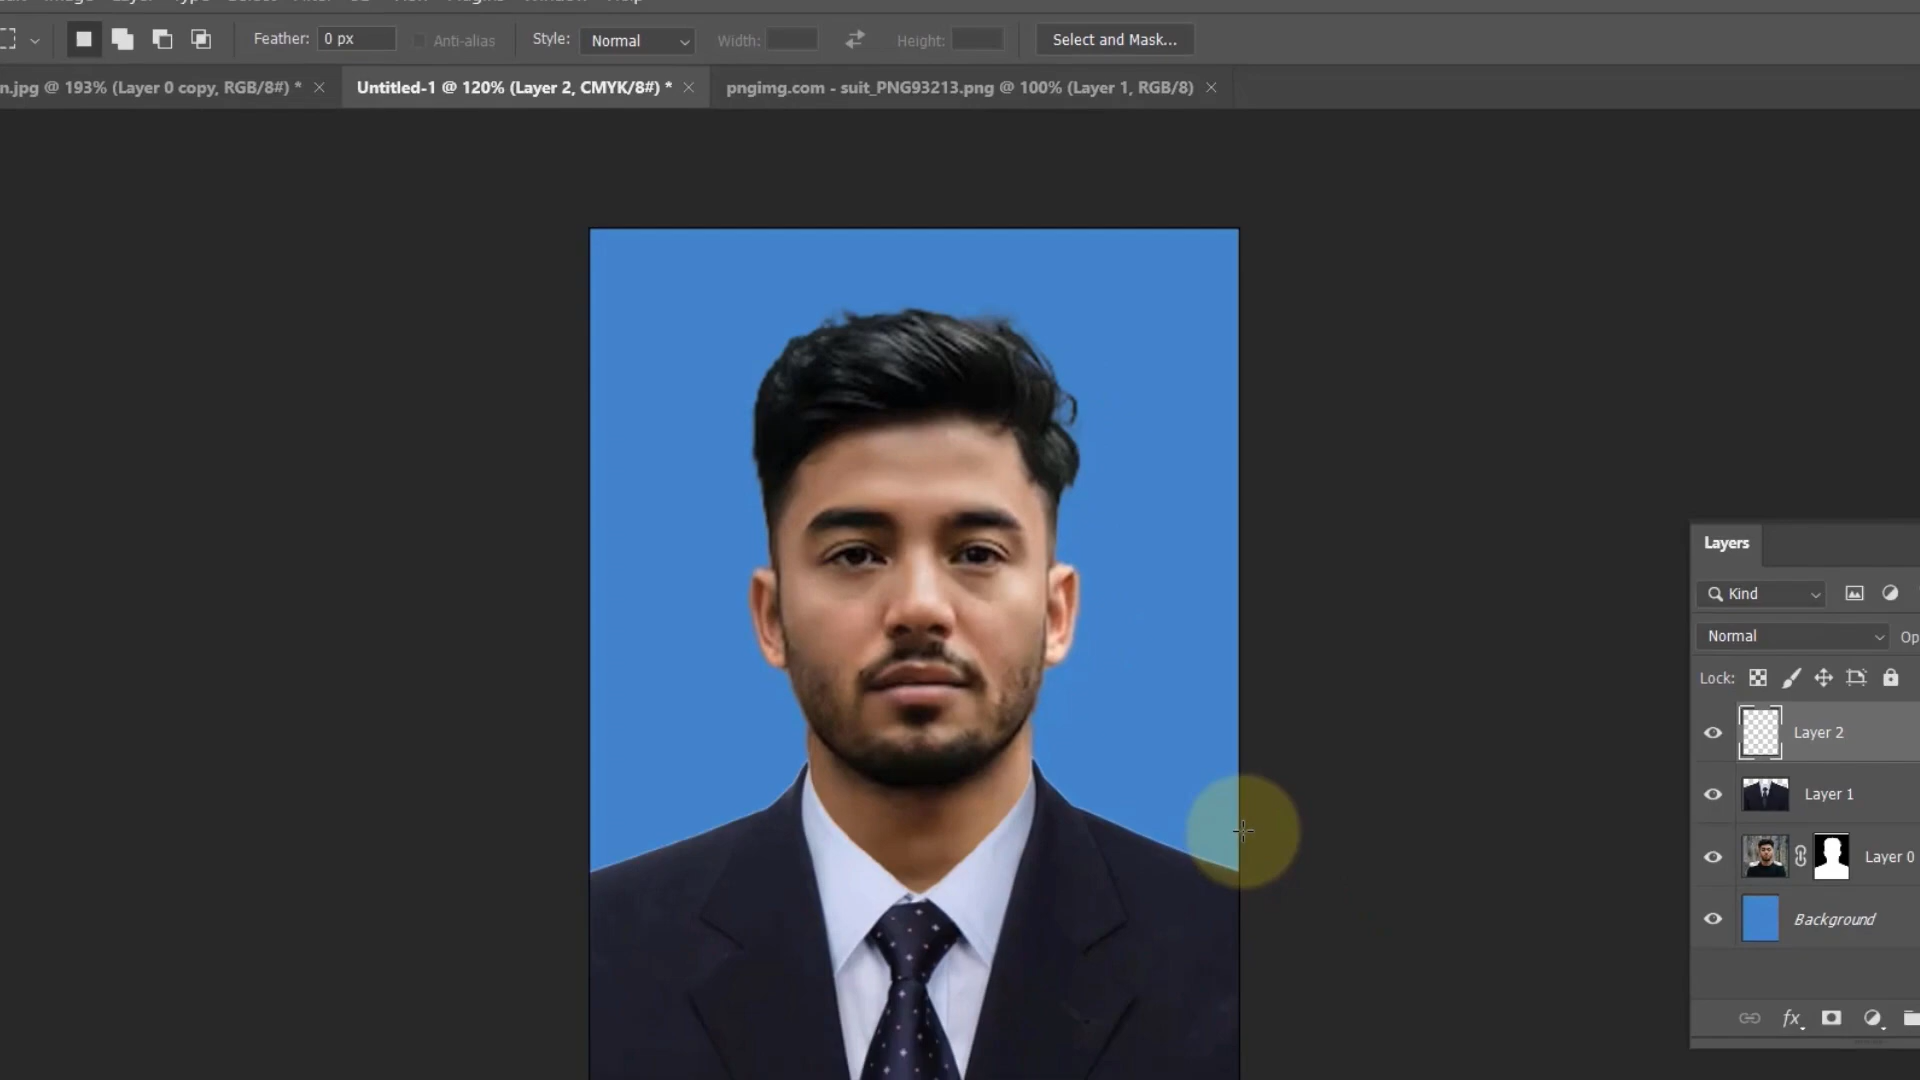 Feather: 0 px Anti-alias Style: Normal Width: Height: Select and Mask...
n.jpg @ 193% (Layer 0 copy, RGB/8#) * × Untitled-1 @ 120% (Layer 2, CMYK/8#) * × pngimg.com - suit_PNG93213.png @ 100% (Layer 1, RGB/8) ×
Layers
Kind
Normal Op
Lock:
Layer 2
Layer 1
Layer 0
Background
fx